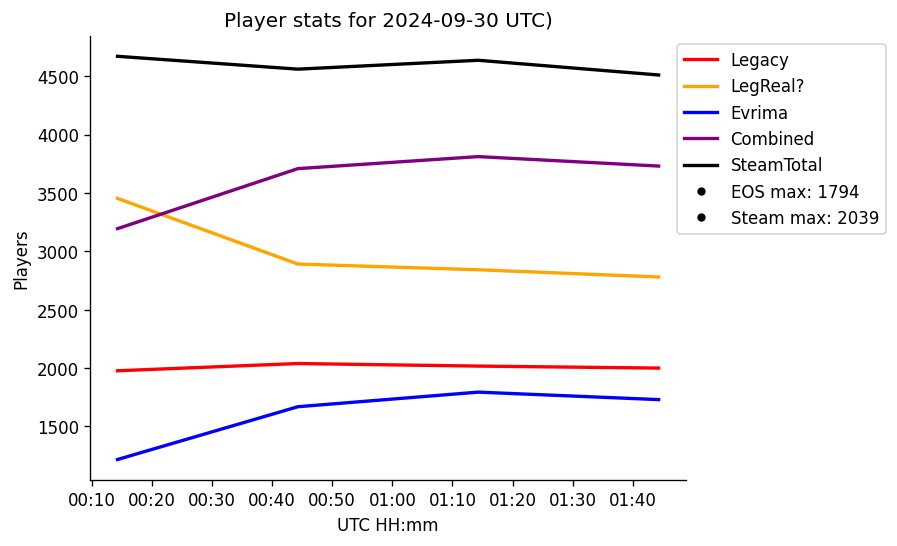 Player stats for 2024-09-30 UTC)
Legacy
LegReal?
Evrima
Combined
SteamTotal
EOS max: 1794
Steam max: 2039
Players
4500
4000
3500
3000
2500
2000
1500
00:10 00:20 00:30 00:40 00:50 01:00 01:10 01:20 01:30 01:40
UTC HH:mm